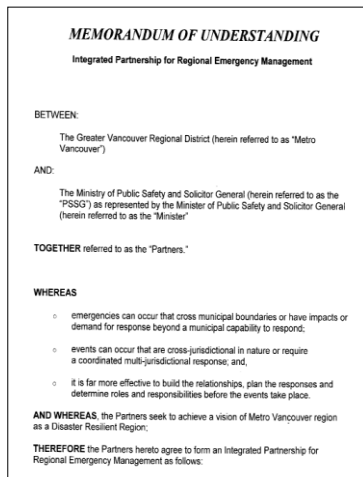 MEMORANDUM OF UNDERSTANDING
Integrated Partnership for Regional Emergency Management
BETWEEN:
The Greater Vancouver Regional District (herein referred to as “Metro
Vancouver”)
AND:
The Ministry of Public Safety and Solicitor General (herein referred to as the
“PSSG”) as represented by the Minister of Public Safety and Solicitor General
(herein referred to as the “Minister”
TOGETHER referred to as the “Partners.”
WHEREAS
○ emergencies can occur that cross municipal boundaries or have impacts or
demand for response beyond a municipal capability to respond;
○ events can occur that are cross-jurisdictional in nature or require
a coordinated multi-jurisdictional response; and,
○ it is far more effective to build the relationships, plan the responses and
determine roles and responsibilities before the events take place.
AND WHEREAS, the Partners seek to achieve a vision of Metro Vancouver region
as a Disaster Resilient Region;
THEREFORE the Partners hereto agree to form an Integrated Partnership for
Regional Emergency Management as follows: